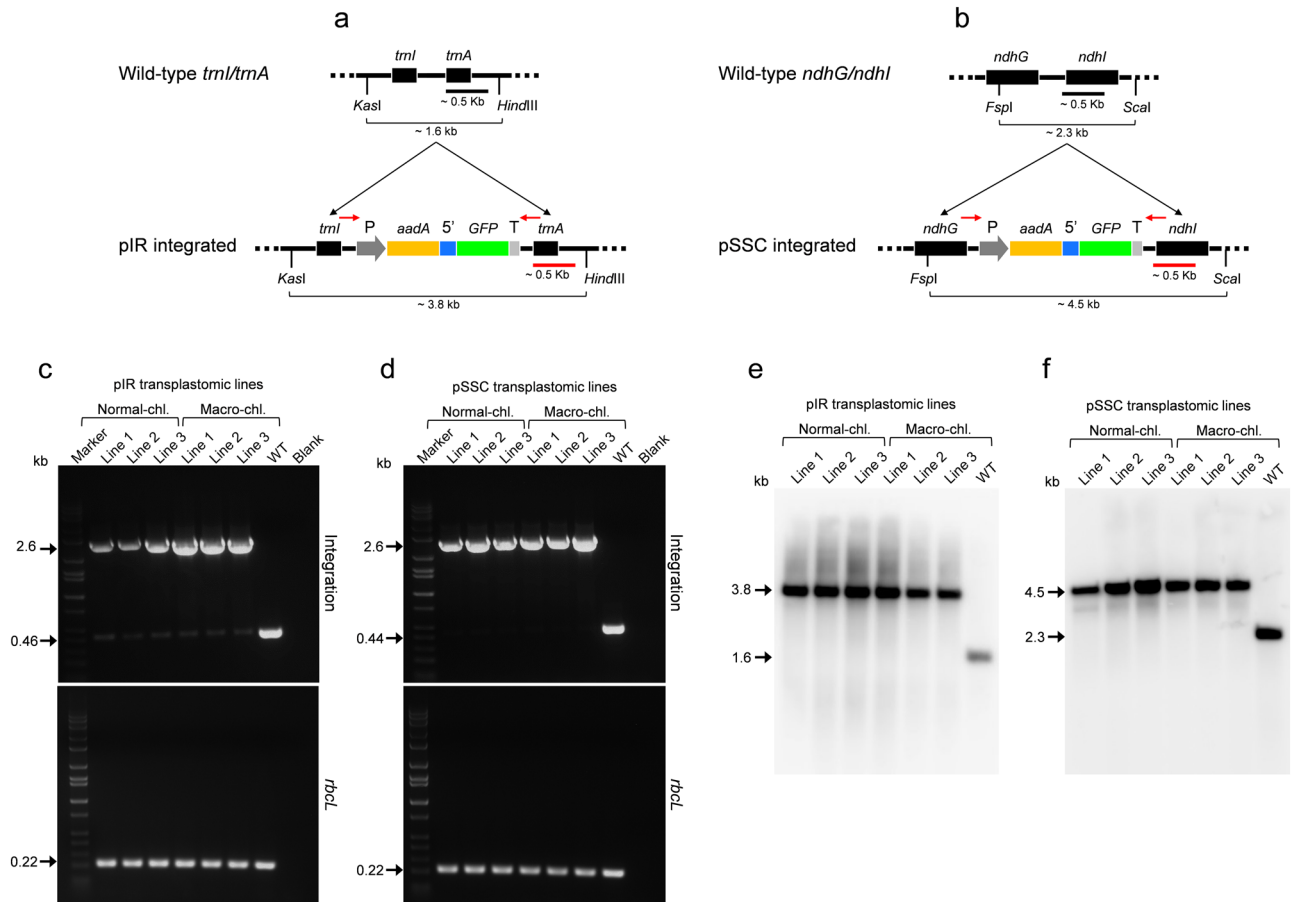 a
Wild-type trnI/trnA
trnI
trnA
~ 0.5 Kb
KasI
HindIII
~ 1.6 kb
pIR integrated
trnI
P
aadA
5’
GFP
T
trnA
~ 0.5 Kb
KasI
HindIII
~ 3.8 kb
b
Wild-type ndhG/ndhI
ndhG
ndhI
~ 0.5 Kb
FspI
ScaI
~ 2.3 kb
pSSC integrated
ndhG
P
aadA
5’
GFP
T
ndhI
~ 0.5 Kb
FspI
ScaI
~ 4.5 kb
c
pIR transplastomic lines
Normal-chl.
Macro-chl.
kb
Marker
Line 1
Line 2
Line 3
Line 1
Line 2
Line 3
WT
Blank
2.6
0.46
Integration
0.22
rbcL
d
pSSC transplastomic lines
Normal-chl.
Macro-chl.
kb
Marker
Line 1
Line 2
Line 3
Line 1
Line 2
Line 3
WT
Blank
2.6
0.44
Integration
0.22
rbcL
e
pIR transplastomic lines
Normal-chl.
Macro-chl.
kb
Line 1
Line 2
Line 3
Line 1
Line 2
Line 3
WT
3.8
1.6
f
pSSC transplastomic lines
Normal-chl.
Macro-chl.
kb
Line 1
Line 2
Line 3
Line 1
Line 2
Line 3
WT
4.5
2.3